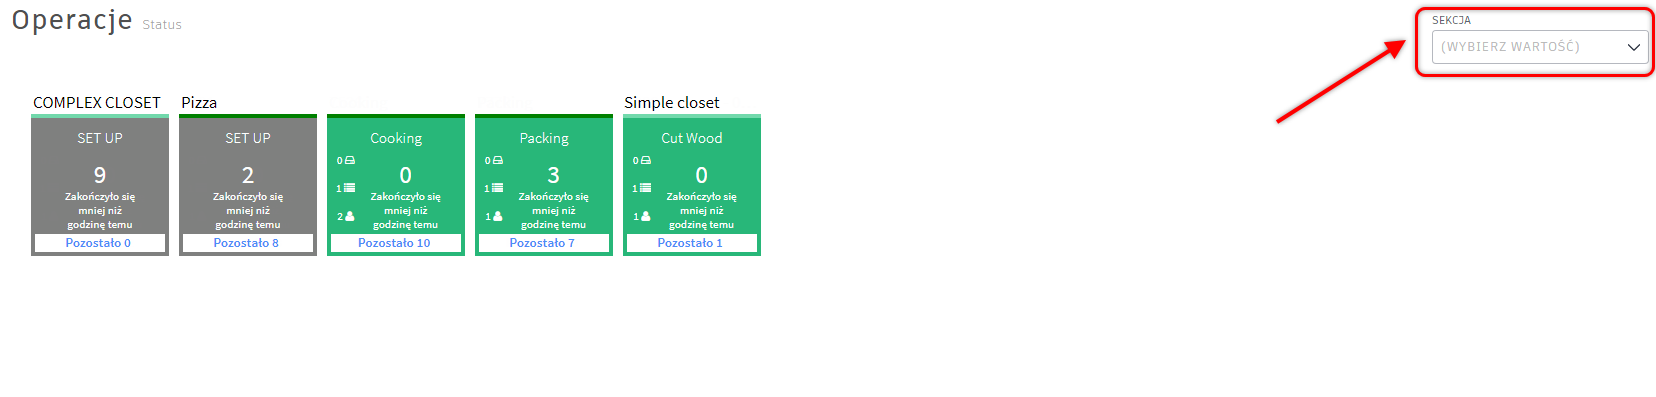 Operacje Status
SEKCJA
(WYBIERZ WARTOŚĆ)
COMPLEX CLOSET
SET UP
9
Zakończyło się
mniej niż
godzinę temu
Pozostało 0
Pizza
SET UP
2
Zakończyło się
mniej niż
godzinę temu
Pozostało 8
Cooking
0
1
2
0
Zakończyło się
mniej niż
godzinę temu
Pozostało 10
Packing
0
1
1
3
Zakończyło się
mniej niż
godzinę temu
Pozostało 7
Simple closet
Cut Wood
0
1
1
0
Zakończyło się
mniej niż
godzinę temu
Pozostało 1